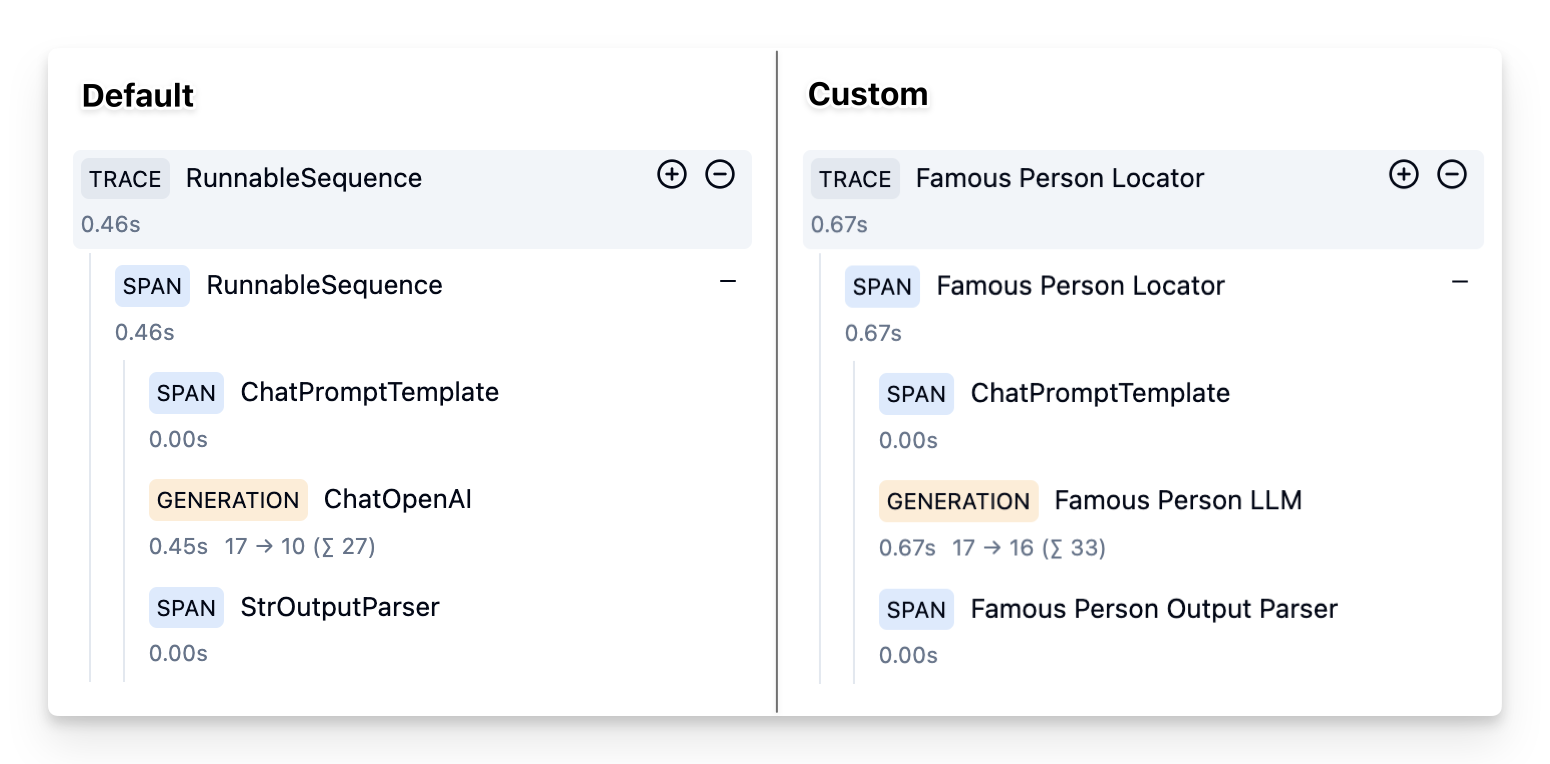 Default
TRACE RunnableSequence
0.46s
SPAN RunnableSequence
0.46s
SPAN ChatPromptTemplate
0.00s
GENERATION ChatOpenAI
0.45s 17 → 10 (∑ 27)
SPAN StrOutputParser
0.00s
Custom
TRACE Famous Person Locator
0.67s
SPAN Famous Person Locator
0.67s
SPAN ChatPromptTemplate
0.00s
GENERATION Famous Person LLM
0.67s 17 → 16 (∑ 33)
SPAN Famous Person Output Parser
0.00s